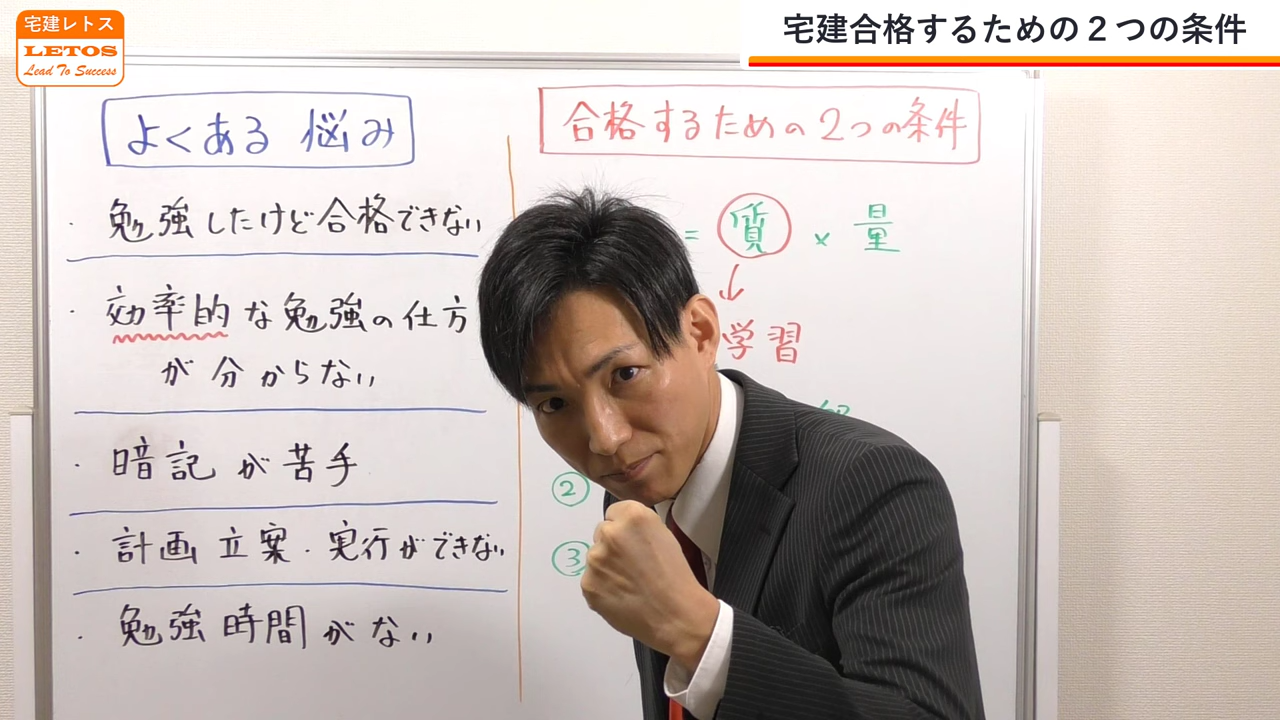 宅建レトス
LETOS
Lead To Success
宅建合格するための2つの条件
よくある悩み
・勉強したけど合格できない
・効率的な勉強の仕方
が分からない
・暗記が苦手
・計画立案・実行ができない
・勉強時間がない
合格するための2つの条件
= 質 × 量
↓
学習
②
③